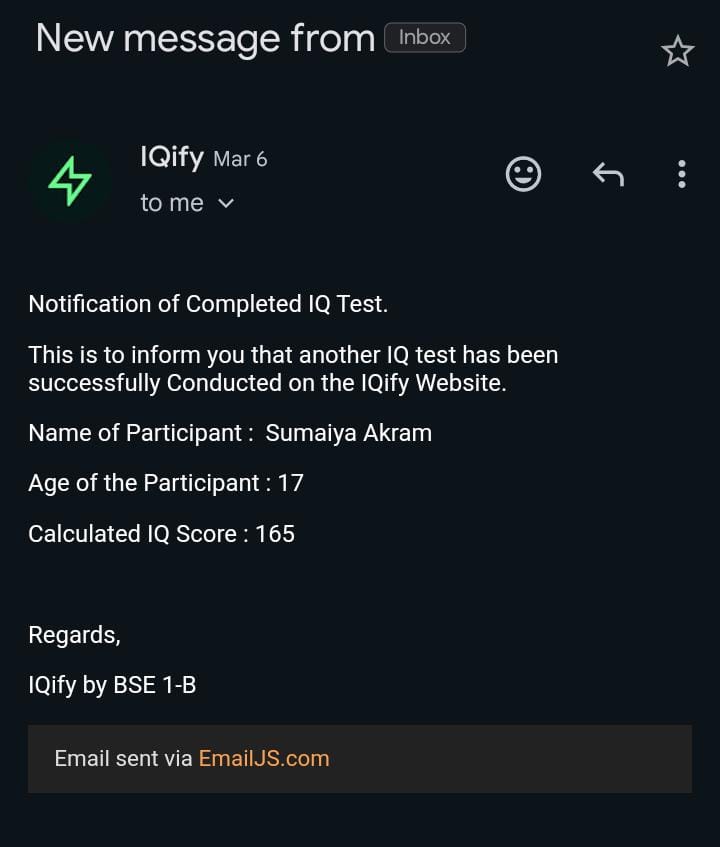 New message from Inbox
IQify Mar 6
to me
Notification of Completed IQ Test.
This is to inform you that another IQ test has been
successfully Conducted on the IQify Website.
Name of Participant :  Sumaiya Akram
Age of the Participant : 17
Calculated IQ Score : 165
Regards,
IQify by BSE 1-B
Email sent via EmailJS.com